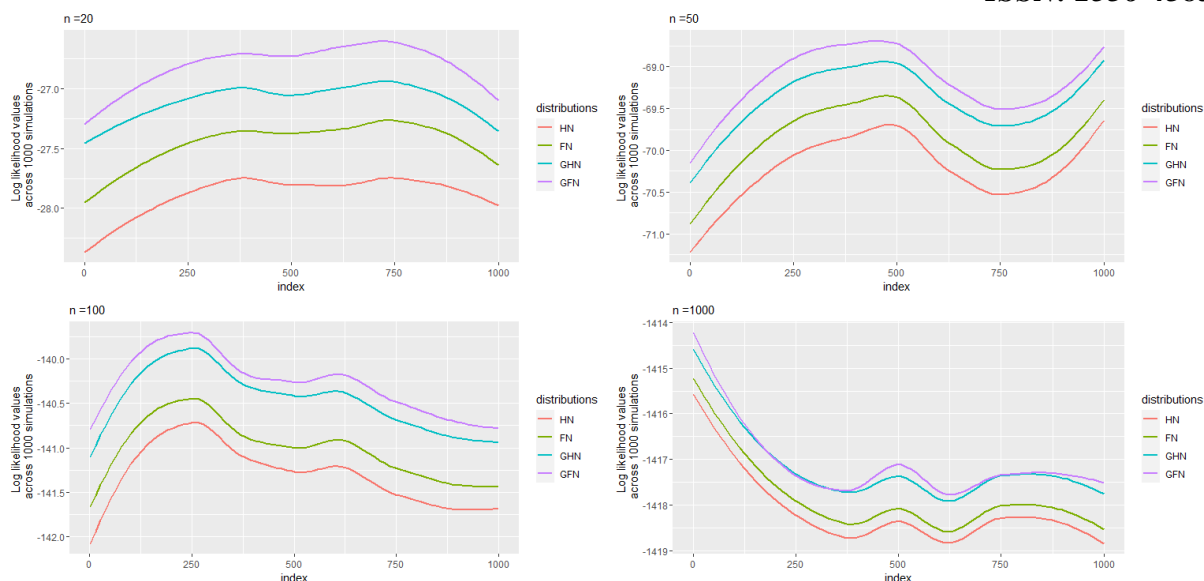 n =20
Log likelihood values
across 1000 simulations
-27.0
-27.5
-28.0
0
250
500
750
1000
index
distributions
HN
FN
GHN
GFN
n =50
Log likelihood values
across 1000 simulations
-69.0
-69.5
-70.0
-70.5
-71.0
0
250
500
750
1000
index
distributions
HN
FN
GHN
GFN
n =100
Log likelihood values
across 1000 simulations
-140.0
-140.5
-141.0
-141.5
-142.0
0
250
500
750
1000
index
distributions
HN
FN
GHN
GFN
n =1000
Log likelihood values
across 1000 simulations
-1414
-1415
-1416
-1417
-1418
-1419
0
250
500
750
1000
index
distributions
HN
FN
GHN
GFN